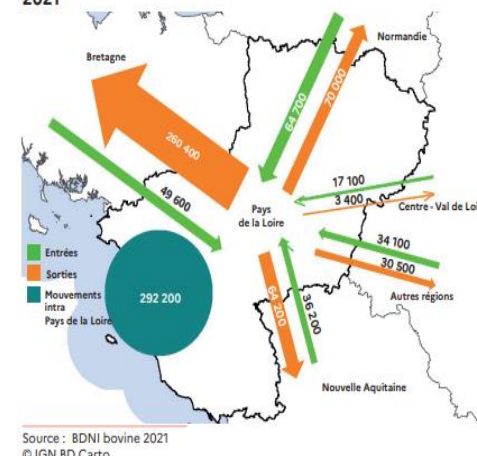 2021
Normandie
Bretagne
64 700
70 000
260 400
49 600
17 100
3 400
Pays
de la Loire
Centre - Val de Loi
34 100
30 500
Entrées
Sorties
Mouvements
intra
Pays de la Loire
292 200
64 200
36 200
Autres régions
Nouvelle Aquitaine
Source : BDNI bovine 2021
© IGN BD Carto